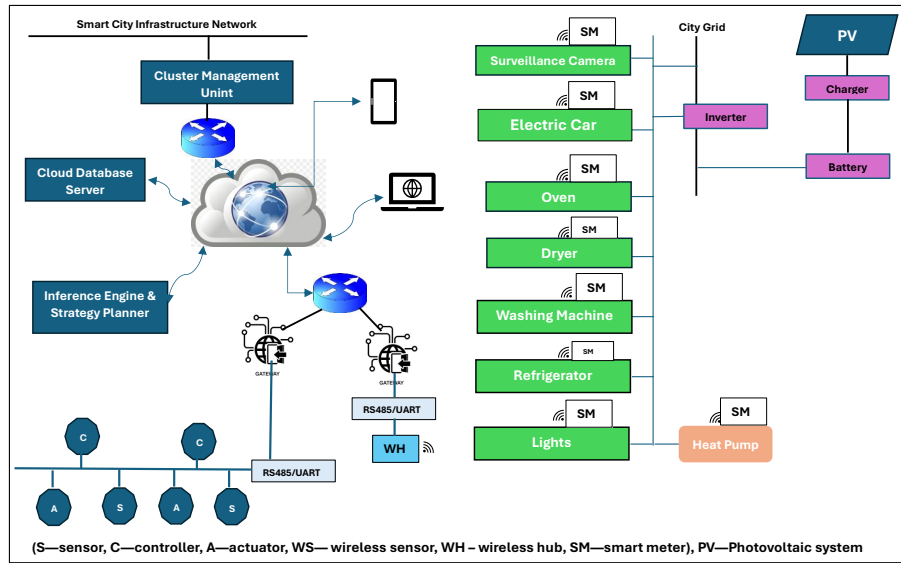 Smart City Infrastructure Network
Cluster Management
Unint
Cloud Database
Server
Inference Engine &
Strategy Planner
GATEWAY
GATEWAY
RS485/UART
WH
RS485/UART
C
C
A
S
A
S
SM
Surveillance Camera
SM
Electric Car
SM
Oven
SM
Dryer
SM
Washing Machine
SM
Refrigerator
SM
Lights
SM
Heat Pump
City Grid
Inverter
PV
Charger
Battery
(S—sensor, C—controller, A—actuator, WS— wireless sensor, WH – wireless hub, SM—smart meter), PV—Photovoltaic system